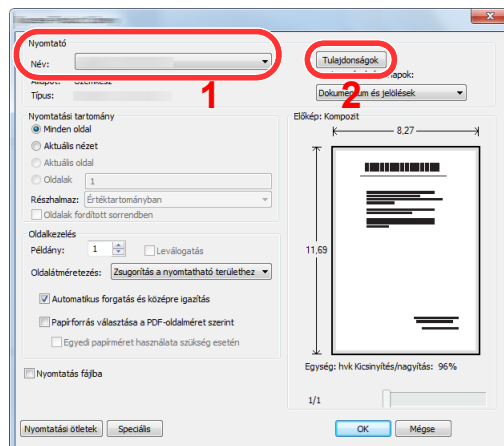 Nyomtató
Név:
Tulajdonságok
1
2
Típus:
Dokumentum és jelölések
Nyomtatási tartomány
Minden oldal
Aktuális nézet
Aktuális oldal
Oldalak 1
Részhalmaz: Értéktartományban
Oldalak fordított sorrendben
Oldalkezelés
Példány: 1 Leválogatás
Oldalátméretezés: Zsugorítás a nyomtatható területhez
Automatikus forgatás és középre igazítás
Papírforrás választása a PDF-oldalméret szerint
Egyedi papírméret használata szükség esetén
Nyomtatás fájlba
Előkép: Kompozit
8,27
11,69
Egység: hvk Kicsinyítés/nagyítás: 96%
1/1
Nyomtatási ötletek Speciális OK Mégse